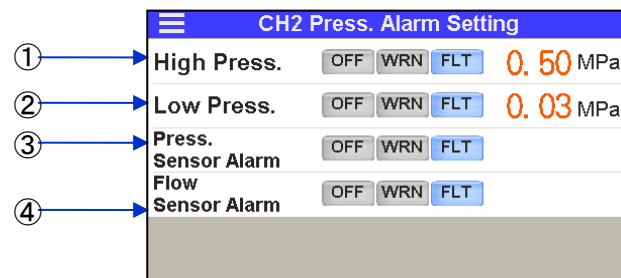 CH2 Press. Alarm Setting
① High Press. OFF WRN FLT 0.50 MPa
② Low Press. OFF WRN FLT 0.03 MPa
③ Press.
Sensor Alarm OFF WRN FLT
④ Flow
Sensor Alarm OFF WRN FLT